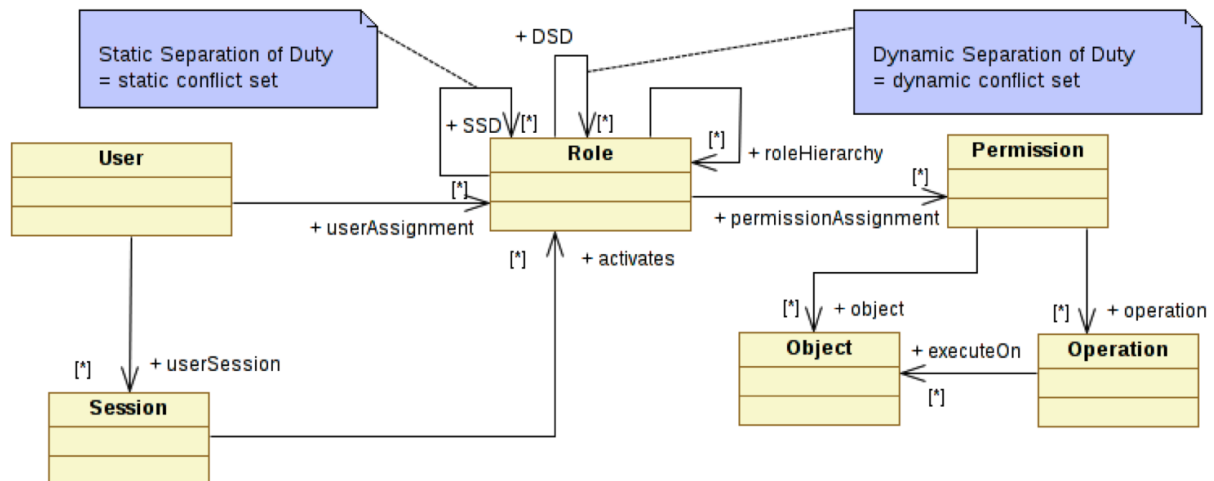 Static Separation of Duty
= static conflict set
+ DSD
Dynamic Separation of Duty
= dynamic conflict set
+ SSD
[*]
[*]
[*]
+ roleHierarchy
User
Role
Permission
[*]
+ userAssignment
[*]
+ permissionAssignment
[*]
+ activates
[*]
+ object
[*]
+ operation
[*]
+ userSession
Session
Object
+ executeOn
[*]
Operation